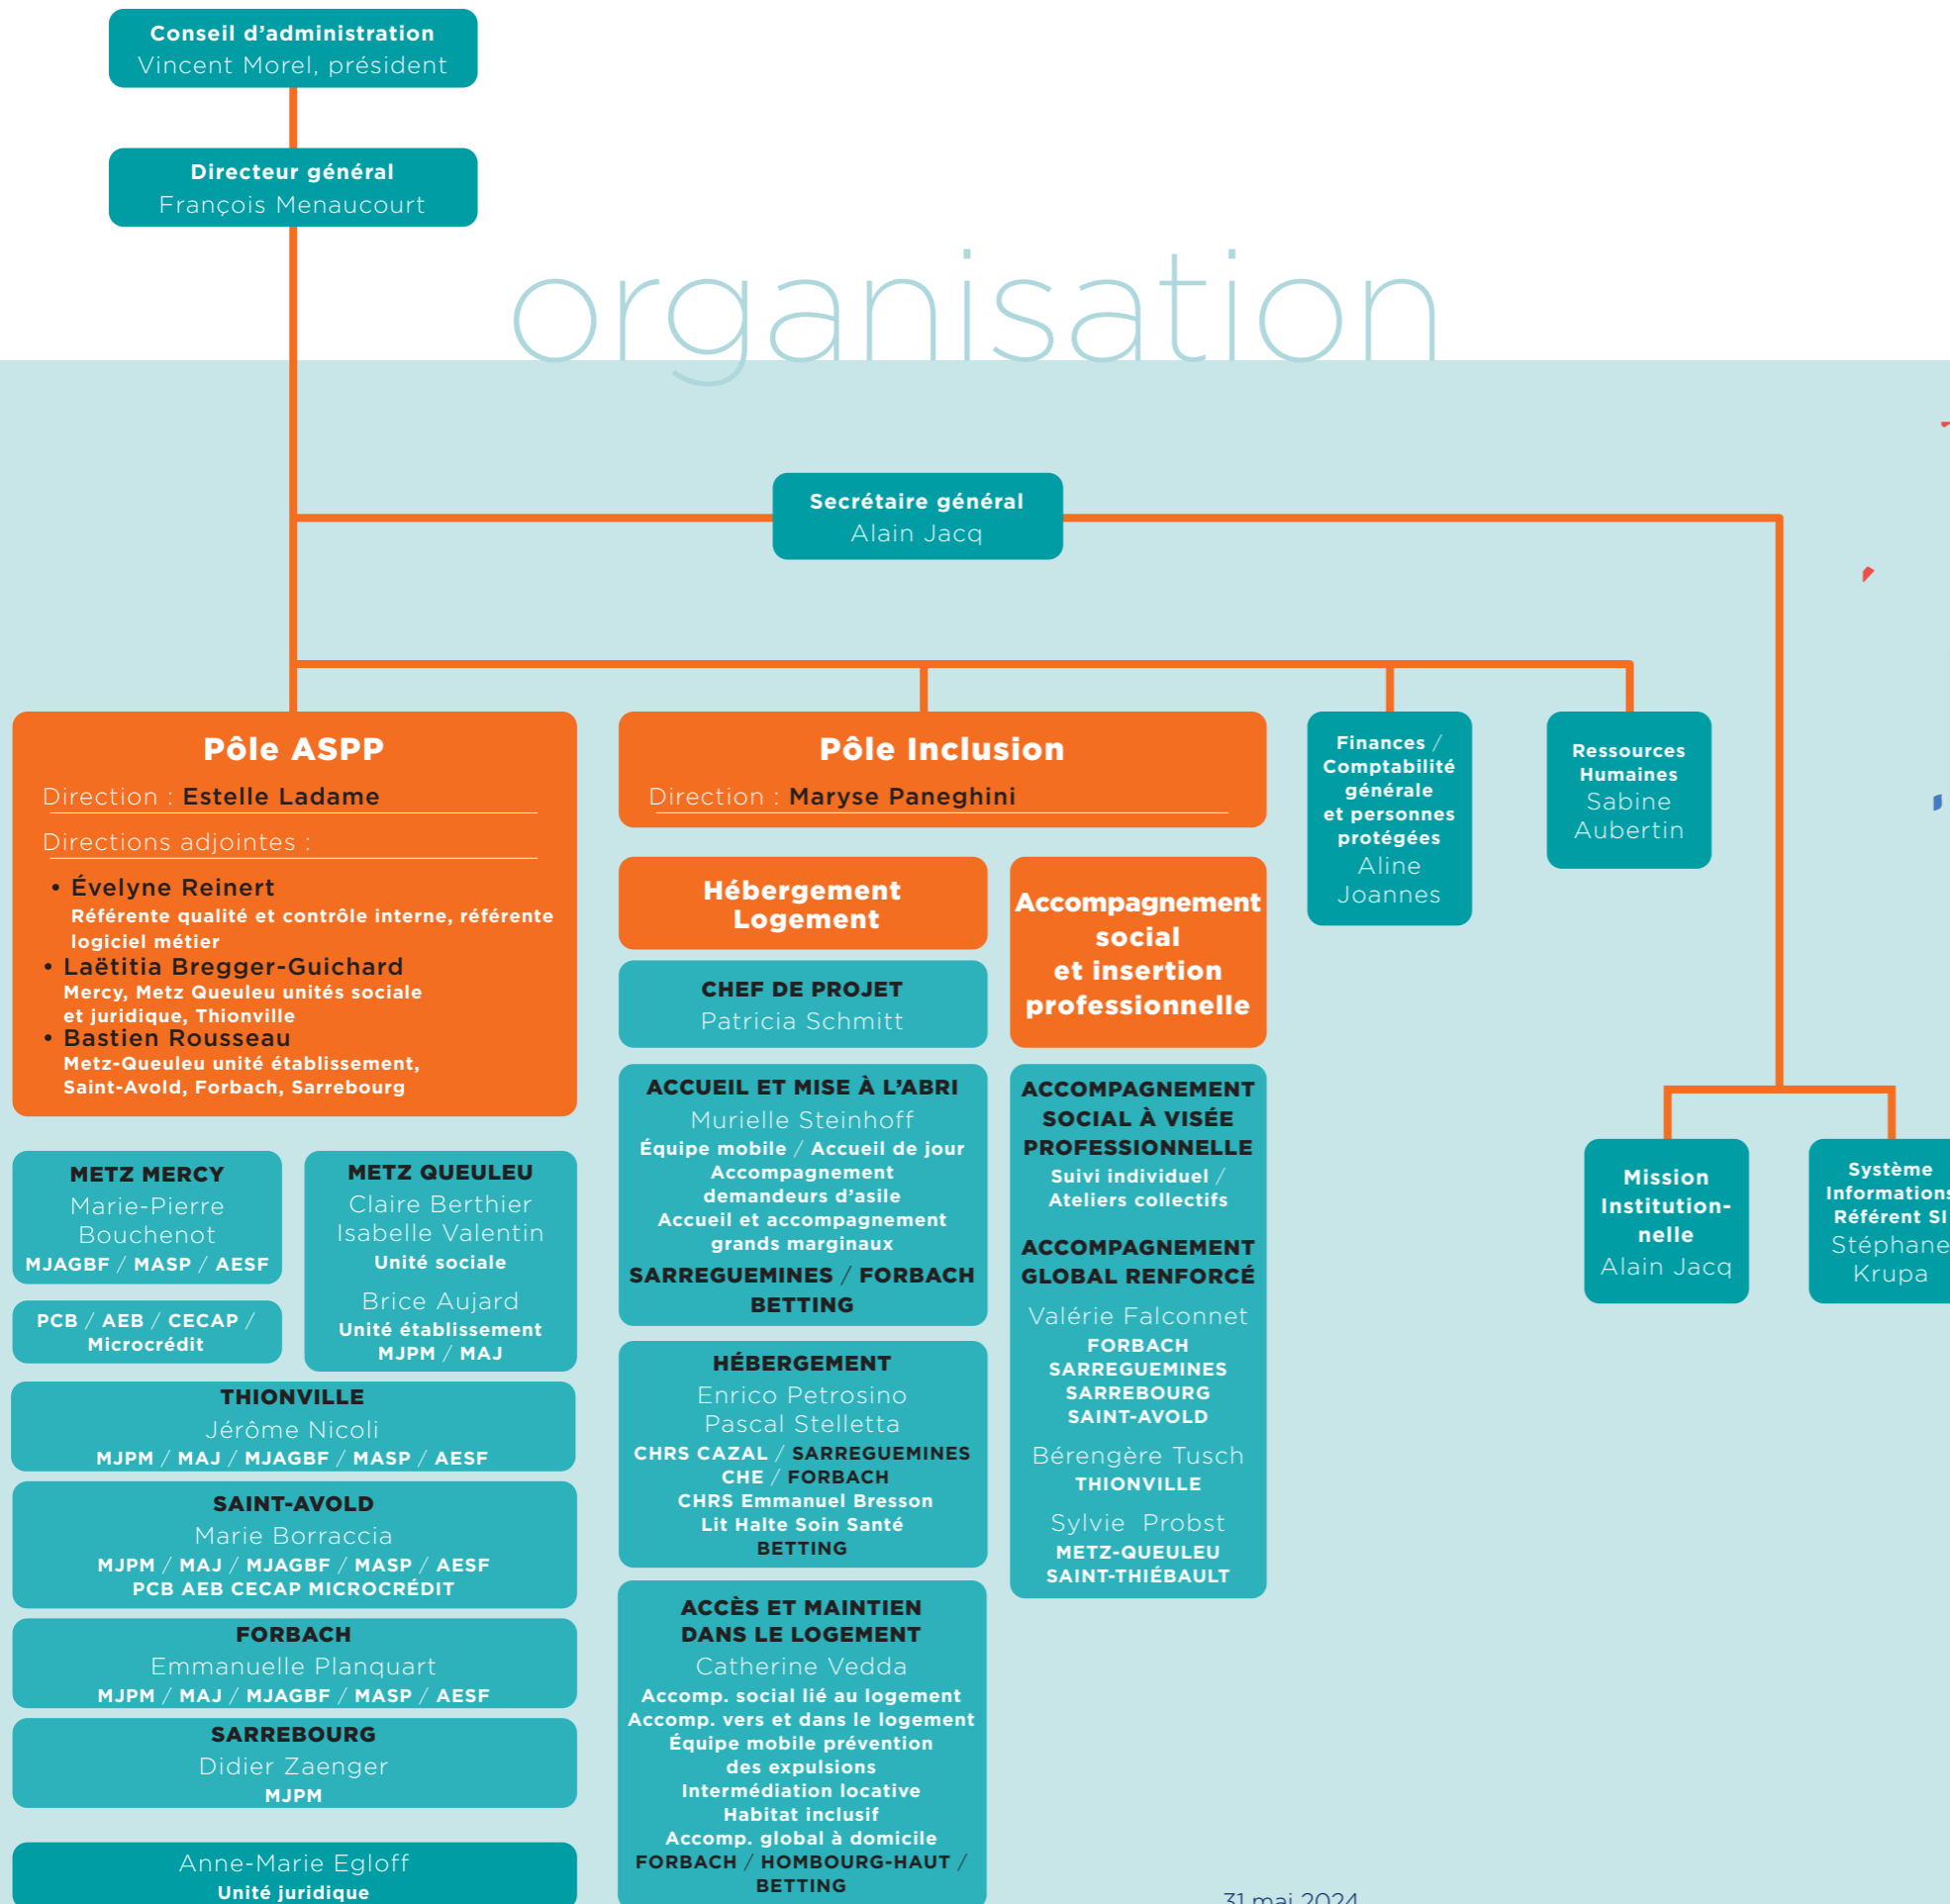 Conseil d'administration
Vincent Morel, président
Directeur général
François Menaucourt
organisation
Secrétaire général
Alain Jacq
Pôle ASPP
Direction : Estelle Ladame
Directions adjointes :
• Évelyne Reinert
Référente qualité et contrôle interne, référente
logiciel métier
• Laëtitia Bregger-Guichard
Mercy, Metz Queuleu unités sociale
et juridique, Thionville
• Bastien Rousseau
Metz-Queuleu unité établissement,
Saint-Avold, Forbach, Sarrebourg
METZ MERCY
Marie-Pierre
Bouchenot
MJAGBF / MASP / AESF
PCB / AEB / CECAP /
Microcrédit
METZ QUEULEU
Claire Berthier
Isabelle Valentin
Unité sociale
Brice Aujard
Unité établissement
MJPM / MAJ
THIONVILLE
Jérôme Nicoli
MJPM / MAJ / MJAGBF / MASP / AESF
SAINT-AVOLD
Marie Borraccia
MJPM / MAJ / MJAGBF / MASP / AESF
PCB AEB CECAP MICROCRÉDIT
FORBACH
Emmanuelle Planquart
MJPM / MAJ / MJAGBF / MASP / AESF
SARREBOURG
Didier Zaenger
MJPM
Anne-Marie Egloff
Unité juridique
Pôle Inclusion
Direction : Maryse Paneghini
Hébergement
Logement
CHEF DE PROJET
Patricia Schmitt
ACCUEIL ET MISE À L'ABRI
Murielle Steinhoff
Équipe mobile / Accueil de jour
Accompagnement
demandeurs d'asile
Accueil et accompagnement
grands marginaux
SARREGUEMINES / FORBACH
BETTING
HÉBERGEMENT
Enrico Petrosino
Pascal Stelletta
CHRS CAZAL / SARREGUEMINES
CHE / FORBACH
CHRS Emmanuel Bresson
Lit Halte Soin Santé
BETTING
ACCÈS ET MAINTIEN
DANS LE LOGEMENT
Catherine Vedda
Accomp. social lié au logement
Accomp. vers et dans le logement
Équipe mobile prévention
des expulsions
Intermédiation locative
Habitat inclusif
Accomp. global à domicile
FORBACH / HOMBOURG-HAUT /
BETTING
Accompagnement
social
et insertion
professionnelle
ACCOMPAGNEMENT
SOCIAL À VISÉE
PROFESSIONNELLE
Suivi individuel /
Ateliers collectifs
ACCOMPAGNEMENT
GLOBAL RENFORCÉ
Valérie Falconnet
FORBACH
SARREGUEMINES
SARREBOURG
SAINT-AVOLD
Bérengère Tusch
THIONVILLE
Sylvie Probst
METZ-QUEULEU
SAINT-THIÉBAULT
Finances /
Comptabilité
générale
et personnes
protégées
Aline
Joannes
Ressources
Humaines
Sabine
Aubertin
Mission
Institution-
nelle
Alain Jacq
Système
Informations
Référent SI
Stéphane
Krupa
31 mai 2024